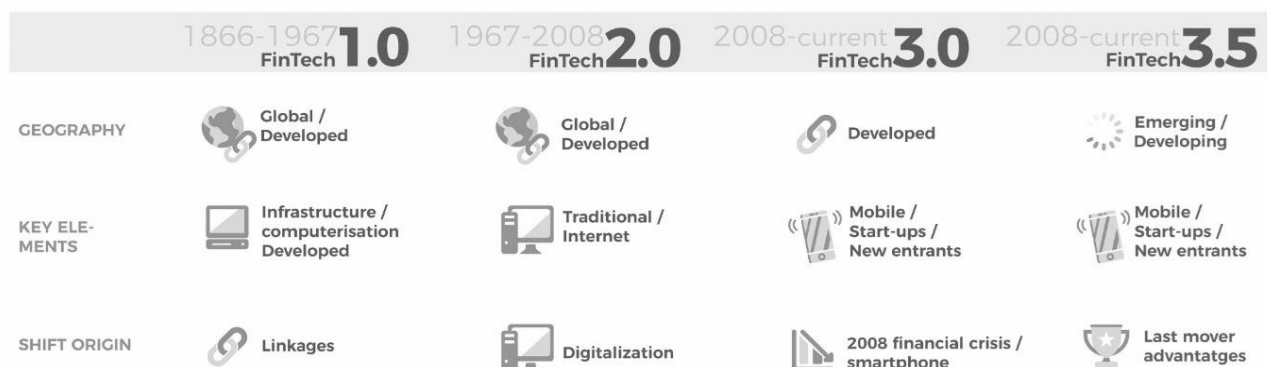 1866-1967 1.0 1967-2008 2.0 2008-current 3.0 2008-current 3.5
FinTech FinTech FinTech FinTech
GEOGRAPHY
Global /
Developed
Global /
Developed
Developed
Emerging /
Developing
KEY ELE-
MENTS
Infrastructure /
computerisation
Developed
Traditional /
Internet
Mobile /
Start-ups /
New entrants
Mobile /
Start-ups /
New entrants
SHIFT ORIGIN
Linkages
Digitalization
2008 financial crisis /
smartphone
Last mover
advantatges